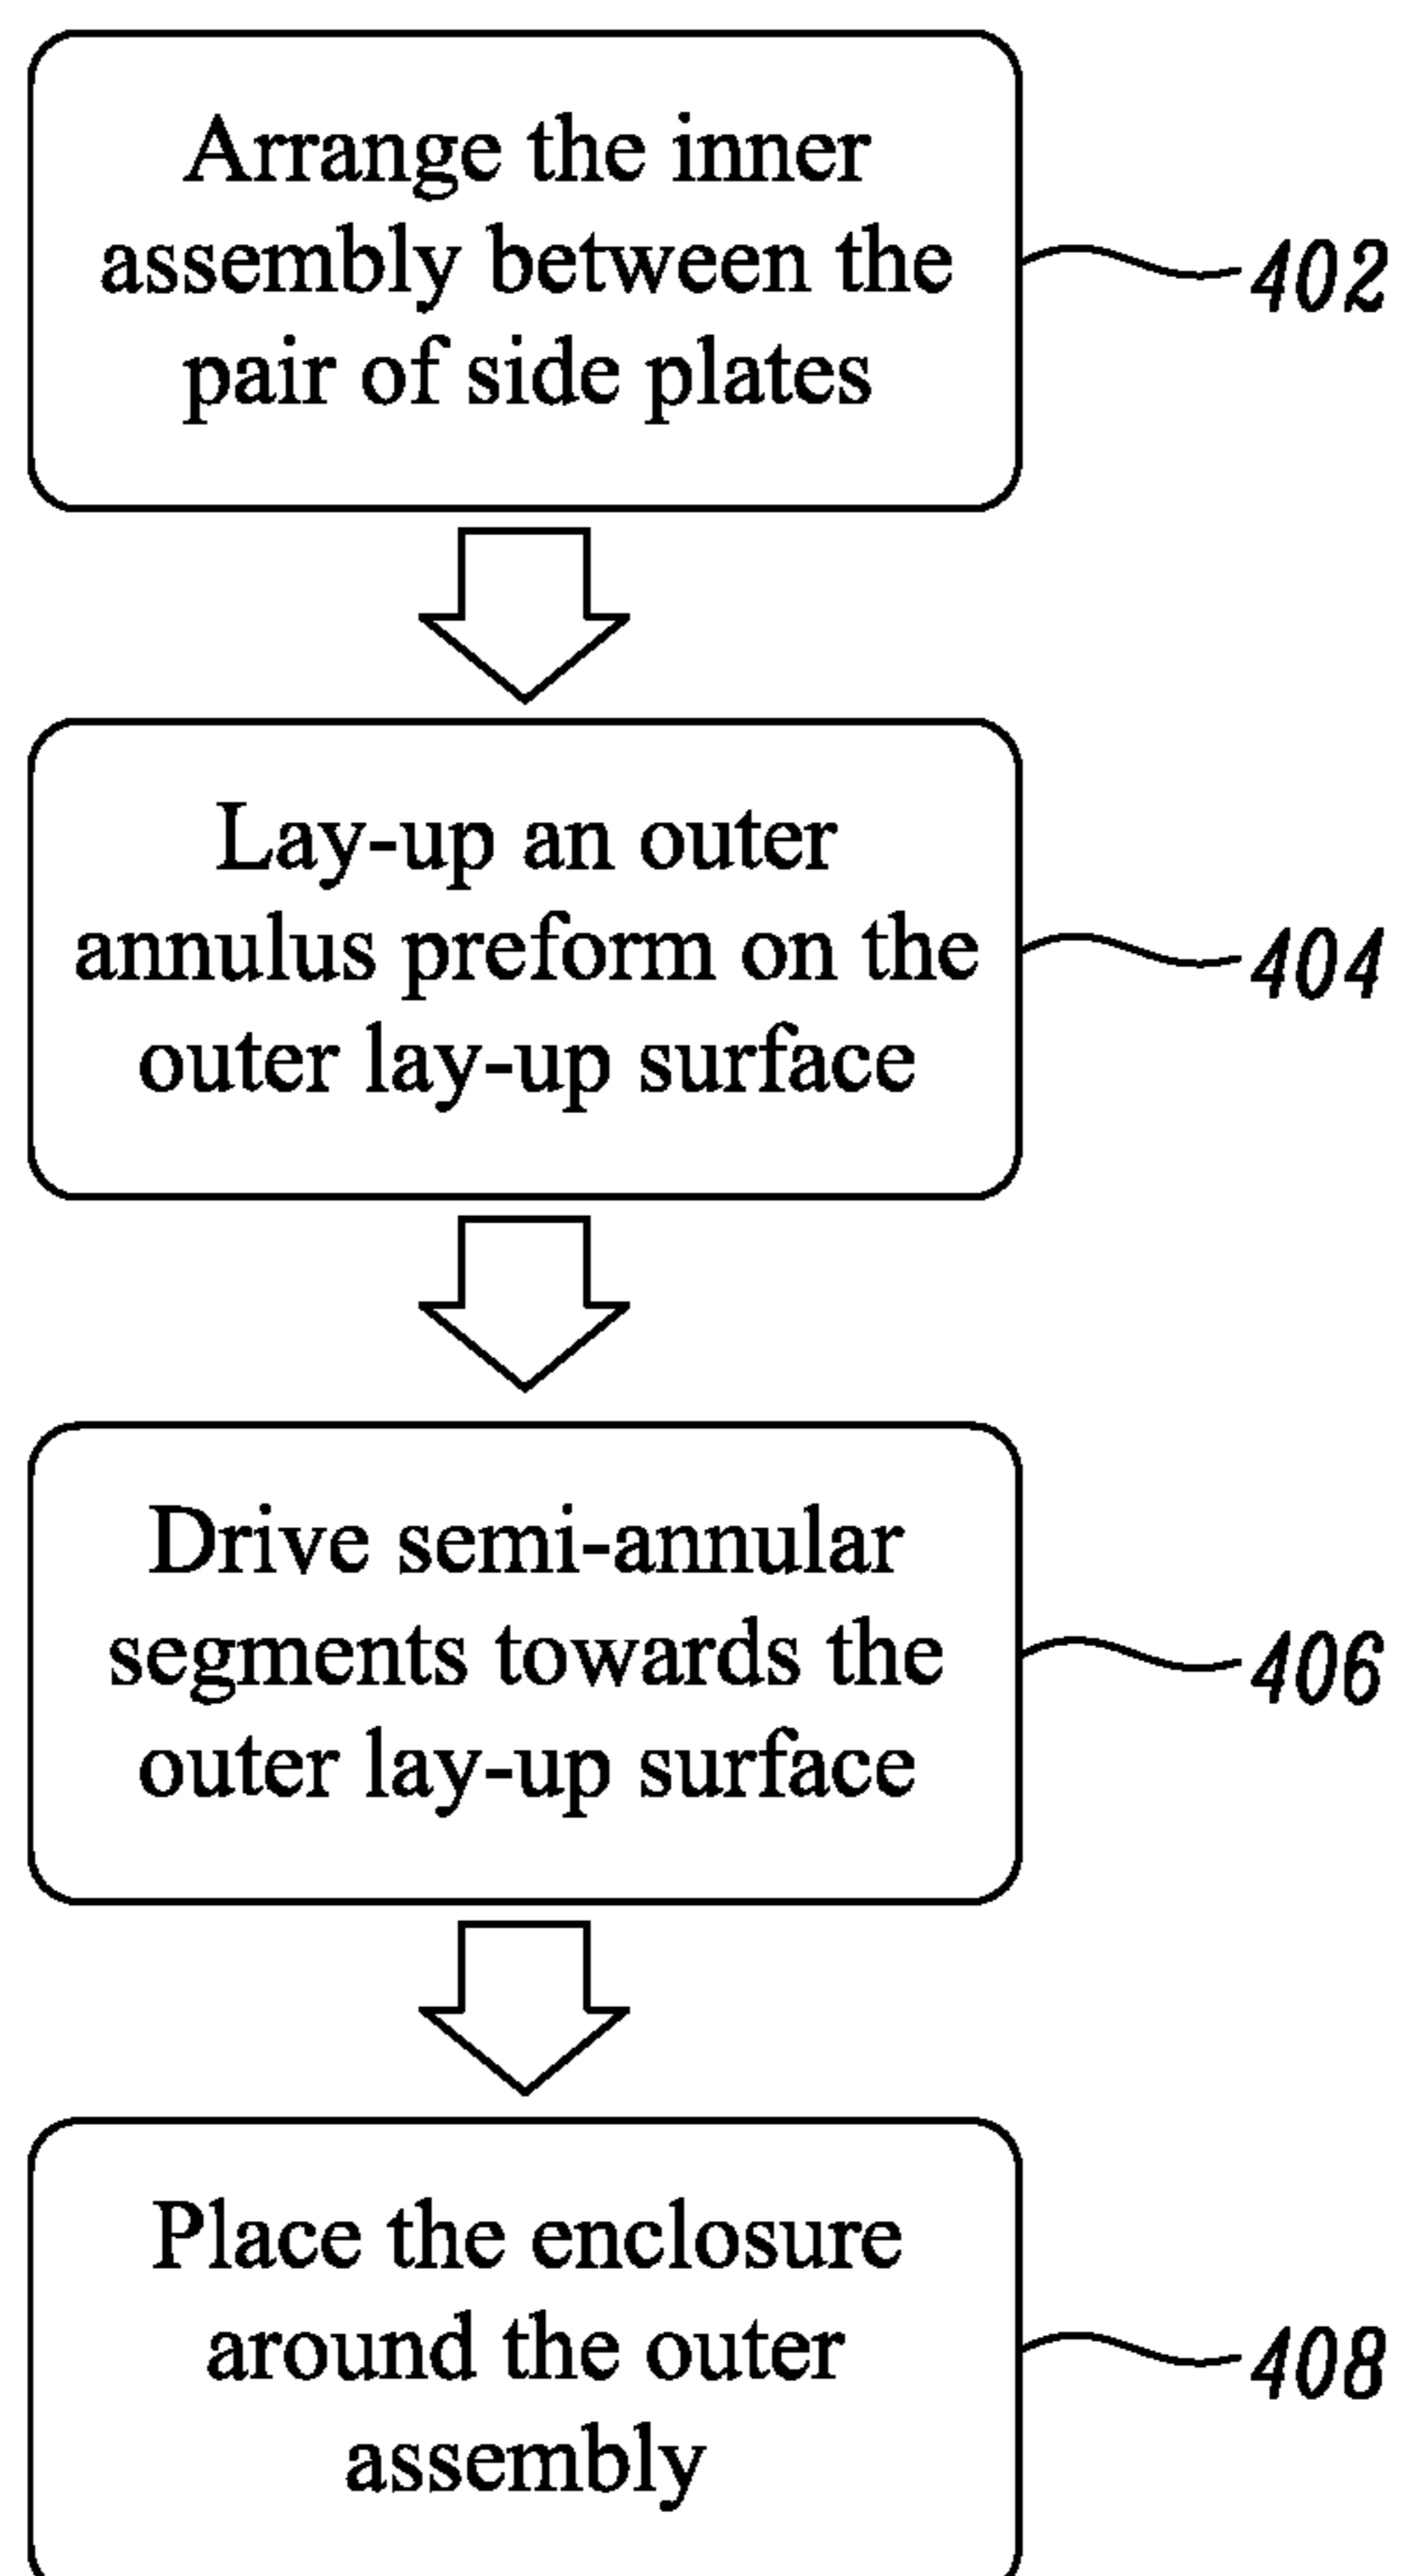 Arrange the inner
assembly between the
pair of side plates
402
Lay-up an outer
annulus preform on the
outer lay-up surface
404
Drive semi-annular
segments towards the
outer lay-up surface
406
Place the enclosure
around the outer
assembly
408